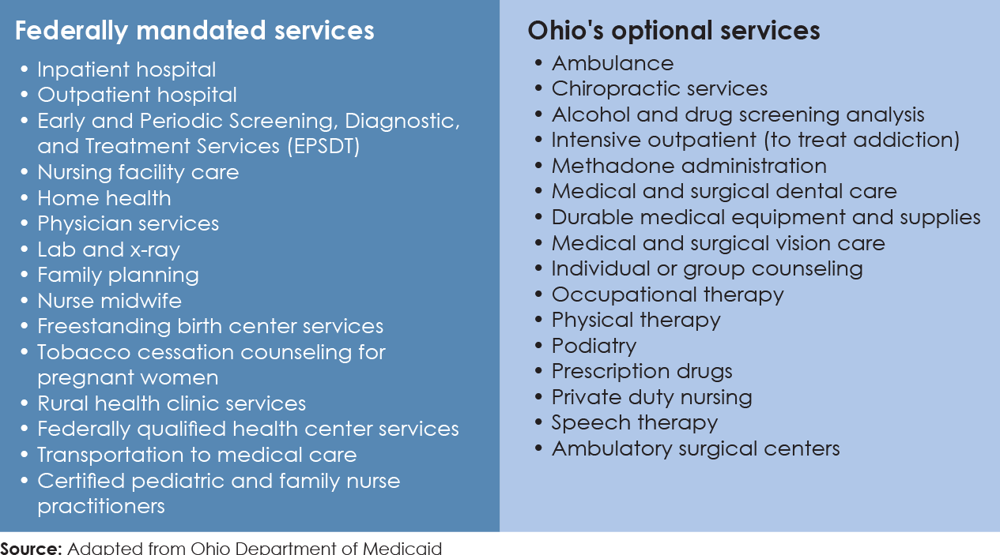 Federally mandated services
• Inpatient hospital
• Outpatient hospital
• Early and Periodic Screening, Diagnostic,
and Treatment Services (EPSDT)
• Nursing facility care
• Home health
• Physician services
• Lab and x-ray
• Family planning
• Nurse midwife
• Freestanding birth center services
• Tobacco cessation counseling for
pregnant women
• Rural health clinic services
• Federally qualified health center services
• Transportation to medical care
• Certified pediatric and family nurse
practitioners
Ohio's optional services
• Ambulance
• Chiropractic services
• Alcohol and drug screening analysis
• Intensive outpatient (to treat addiction)
• Methadone administration
• Medical and surgical dental care
• Durable medical equipment and supplies
• Medical and surgical vision care
• Individual or group counseling
• Occupational therapy
• Physical therapy
• Podiatry
• Prescription drugs
• Private duty nursing
• Speech therapy
• Ambulatory surgical centers
Source: Adapted from Ohio Department of Medicaid